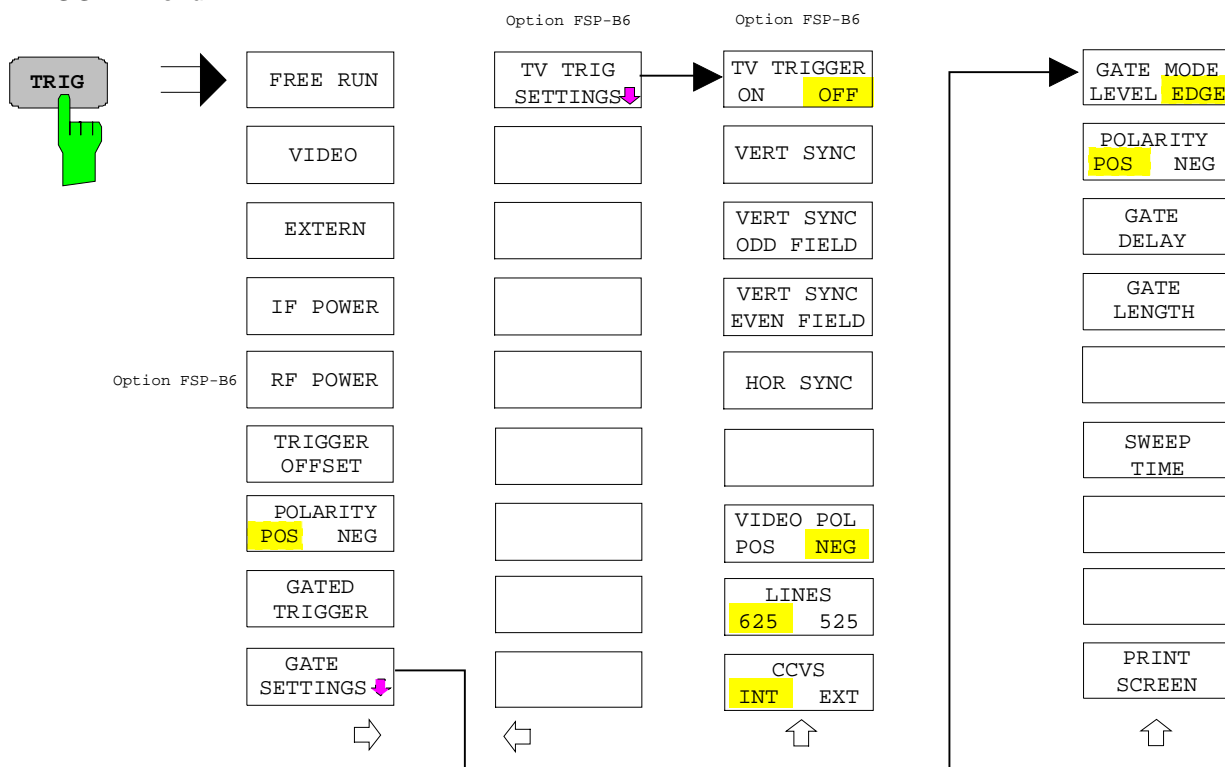 Option FSP-B6
Option FSP-B6
TRIG
FREE RUN
VIDEO
EXTERN
IF POWER
Option FSP-B6
RF POWER
TRIGGER
OFFSET
POLARITY
POS NEG
GATED
TRIGGER
GATE
SETTINGS
TV TRIG
SETTINGS
TV TRIGGER
ON OFF
VERT SYNC
VERT SYNC
ODD FIELD
VERT SYNC
EVEN FIELD
HOR SYNC
VIDEO POL
POS NEG
LINES
625 525
CCVS
INT EXT
GATE MODE
LEVEL EDGE
POLARITY
POS NEG
GATE
DELAY
GATE
LENGTH
SWEEP
TIME
PRINT
SCREEN